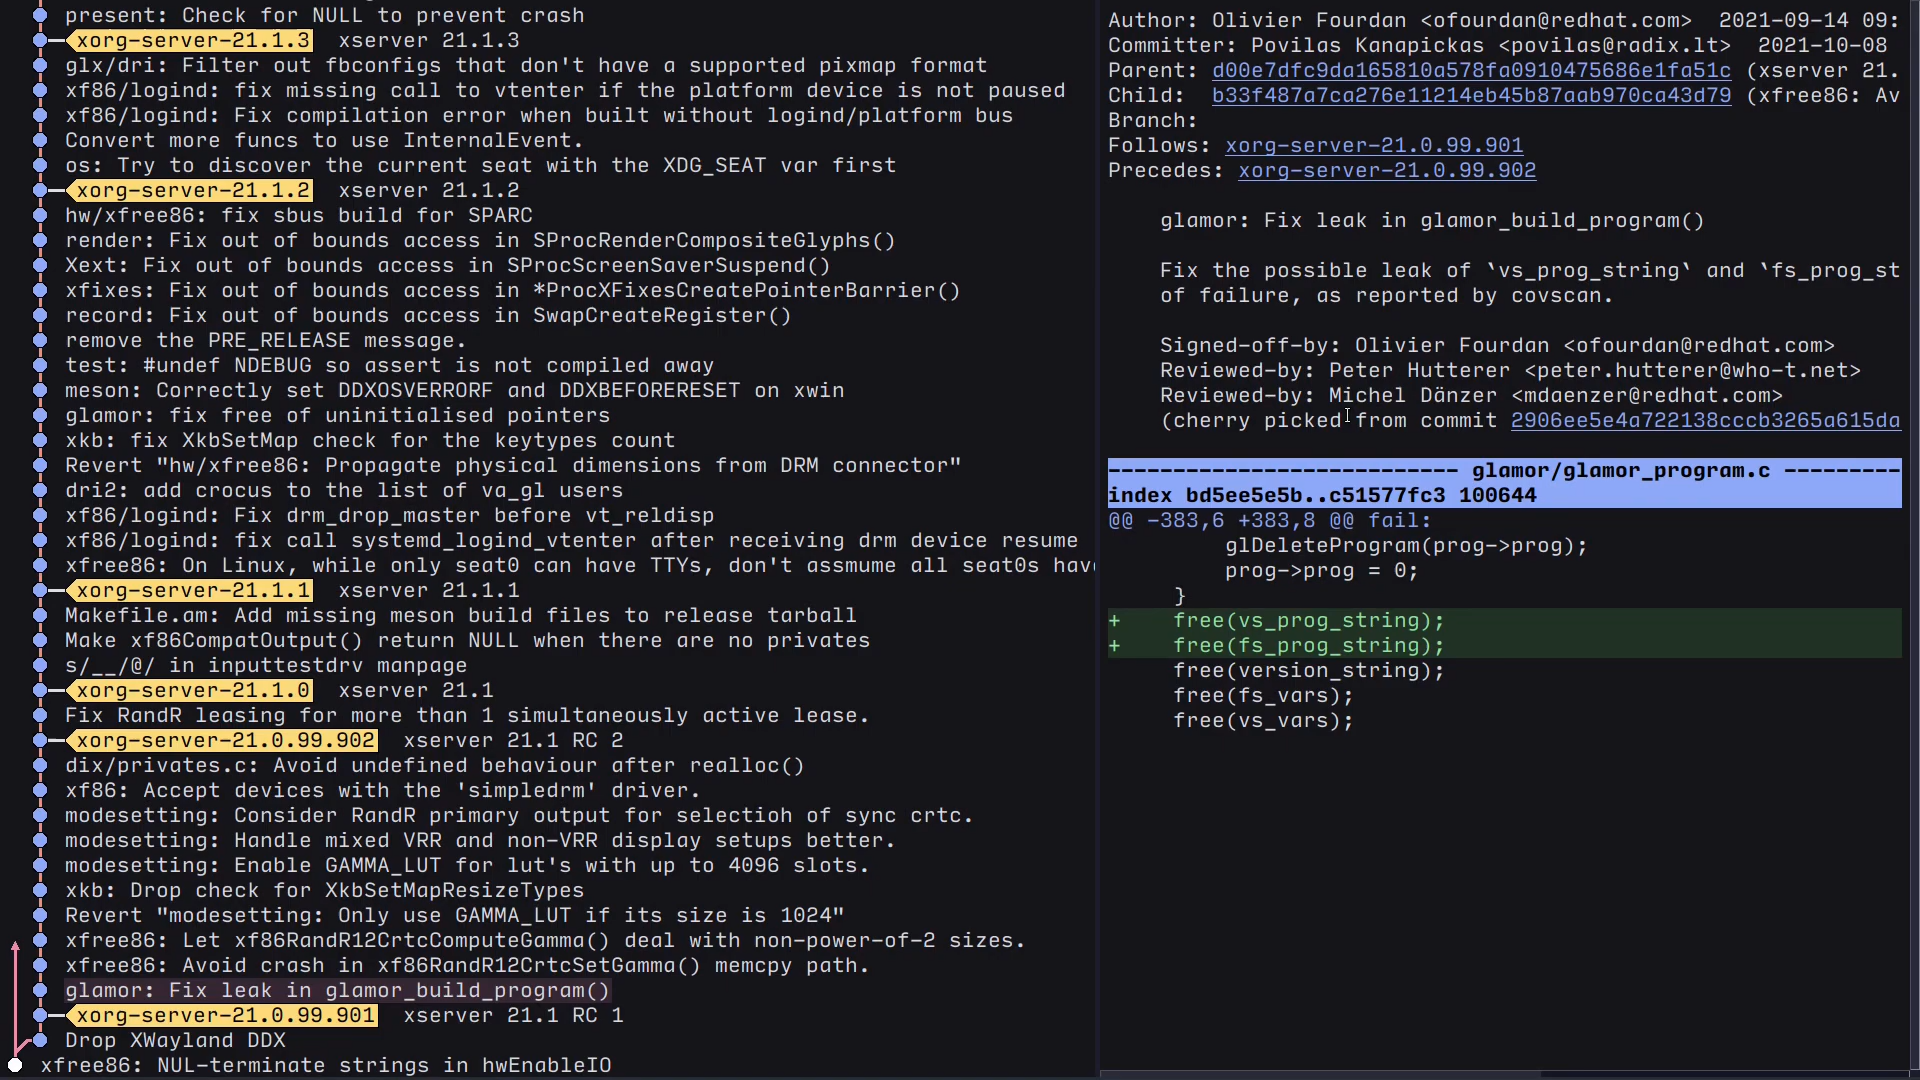 present: Check for NULL to prevent crash
xorg-server-21.1.3 xserver 21.1.3
glx/dri: Filter out fbconfigs that don't have a supported pixmap format
xf86/logind: fix missing call to vtenter if the platform device is not paused
xf86/logind: Fix compilation error when built without logind/platform bus
Convert more funcs to use InternalEvent.
os: Try to discover the current seat with the XDG_SEAT var first
xorg-server-21.1.2 xserver 21.1.2
hw/xfree86: fix sbus build for SPARC
render: Fix out of bounds access in SProcRenderCompositeGlyphs()
Xext: Fix out of bounds access in SProcScreenSaverSuspend()
xfixes: Fix out of bounds access in *ProcXFixesCreatePointerBarrier()
record: Fix out of bounds access in SwapCreateRegister()
remove the PRE_RELEASE message.
test: #undef NDEBUG so assert is not compiled away
meson: Correctly set DDXOSVERRORF and DDXBEFORERESET on xwin
glamor: fix free of uninitialised pointers
xkb: fix XkbSetMap check for the keytypes count
Revert "hw/xfree86: Propagate physical dimensions from DRM connector"
dri2: add crocus to the list of va_gl users
xf86/logind: Fix drm_drop_master before vt_reldisp
xf86/logind: fix call systemd_logind_vtenter after receiving drm device resume
xfree86: On Linux, while only seat0 can have TTYs, don't assmume all seat0s hav
xorg-server-21.1.1 xserver 21.1.1
Makefile.am: Add missing meson build files to release tarball
Make xf86CompatOutput() return NULL when there are no privates
s/__/@/ in inputtestdrv manpage
xorg-server-21.1.0 xserver 21.1
Fix RandR leasing for more than 1 simultaneously active lease.
xorg-server-21.0.99.902 xserver 21.1 RC 2
dix/privates.c: Avoid undefined behaviour after realloc()
xf86: Accept devices with the 'simpledrm' driver.
modesetting: Consider RandR primary output for selectioh of sync crtc.
modesetting: Handle mixed VRR and non-VRR display setups better.
modesetting: Enable GAMMA_LUT for lut's with up to 4096 slots.
xkb: Drop check for XkbSetMapResizeTypes
Revert "modesetting: Only use GAMMA_LUT if its size is 1024"
xfree86: Let xf86RandR12CrtcComputeGamma() deal with non-power-of-2 sizes.
xfree86: Avoid crash in xf86RandR12CrtcSetGamma() memcpy path.
glamor: Fix leak in glamor_build_program()
xorg-server-21.0.99.901 xserver 21.1 RC 1
Drop XWayland DDX
xfree86: NUL-terminate strings in hwEnableIO
Author: Olivier Fourdan <ofourdan@redhat.com> 2021-09-14 09:
Committer: Povilas Kanapickas <povilas@radix.lt> 2021-10-08
Parent: d00e7dfc9da165810a578fa0910475686e1fa51c (xserver 21.
Child: b33f487a7ca276e11214eb45b87aab970ca43d79 (xfree86: Av
Branch:
Follows: xorg-server-21.0.99.901
Precedes: xorg-server-21.0.99.902
glamor: Fix leak in glamor_build_program()
Fix the possible leak of `vs_prog_string` and `fs_prog_st
of failure, as reported by covscan.
Signed-off-by: Olivier Fourdan <ofourdan@redhat.com>
Reviewed-by: Peter Hutterer <peter.hutterer@who-t.net>
Reviewed-by: Michel Dänzer <mdaenzer@redhat.com>
(cherry picked from commit 2906ee5e4a722138cccb3265a615da
--------------------------- glamor/glamor_program.c ---------
index bd5ee5e5b..c51577fc3 100644
@@ -383,6 +383,8 @@ fail:
glDeleteProgram(prog->prog);
prog->prog = 0;
}
+ free(vs_prog_string);
+ free(fs_prog_string);
free(version_string);
free(fs_vars);
free(vs_vars);